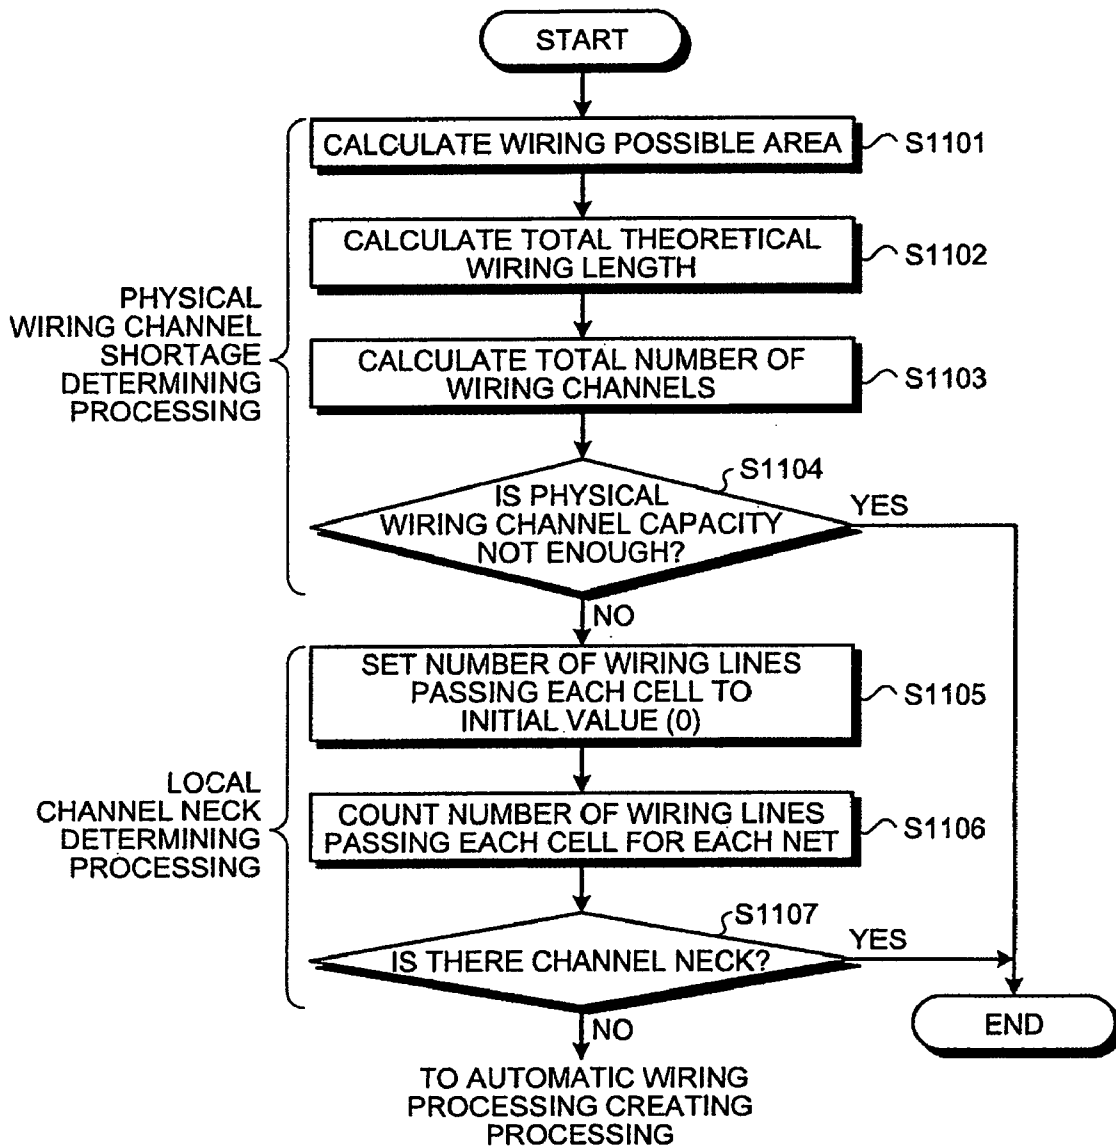 START
CALCULATE WIRING POSSIBLE AREA
S1101
CALCULATE TOTAL THEORETICAL
WIRING LENGTH
S1102
PHYSICAL
WIRING CHANNEL
SHORTAGE
DETERMINING
PROCESSING
CALCULATE TOTAL NUMBER OF
WIRING CHANNELS
S1103
S1104
IS PHYSICAL
WIRING CHANNEL CAPACITY
NOT ENOUGH?
YES
NO
SET NUMBER OF WIRING LINES
PASSING EACH CELL TO
INITIAL VALUE (0)
S1105
LOCAL
CHANNEL NECK
DETERMINING
PROCESSING
COUNT NUMBER OF WIRING LINES
PASSING EACH CELL FOR EACH NET
S1106
S1107
IS THERE CHANNEL NECK?
YES
NO
END
TO AUTOMATIC WIRING
PROCESSING CREATING
PROCESSING